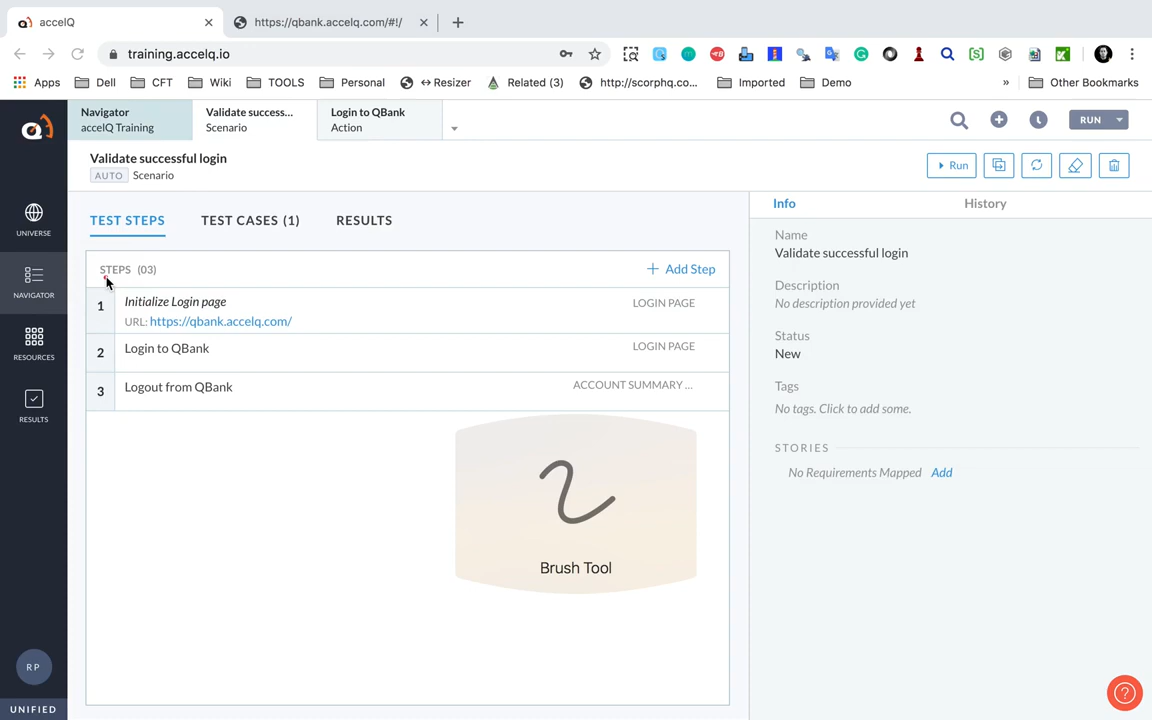 accelQ
https://qbank.accelq.com/#!/
training.accelq.io
Apps
Dell
CFT
Wiki
TOOLS
Personal
↔Resizer
Related (3)
http://scorphq.co...
Imported
Demo
»
Other Bookmarks
Navigator
accelQ Training
Validate success...
Scenario
Login to QBank
Action
RUN
Validate successful login
AUTO Scenario
Run
UNIVERSE
NAVIGATOR
RESOURCES
RESULTS
RP
UNIFIED
TEST STEPS
TEST CASES (1)
RESULTS
STEPS (03)
+ Add Step
1 Initialize Login page LOGIN PAGE
URL: https://qbank.accelq.com/
2 Login to QBank LOGIN PAGE
3 Logout from QBank ACCOUNT SUMMARY ...
Brush Tool
Info
History
Name
Validate successful login
Description
No description provided yet
Status
New
Tags
No tags. Click to add some.
STORIES
No Requirements Mapped Add